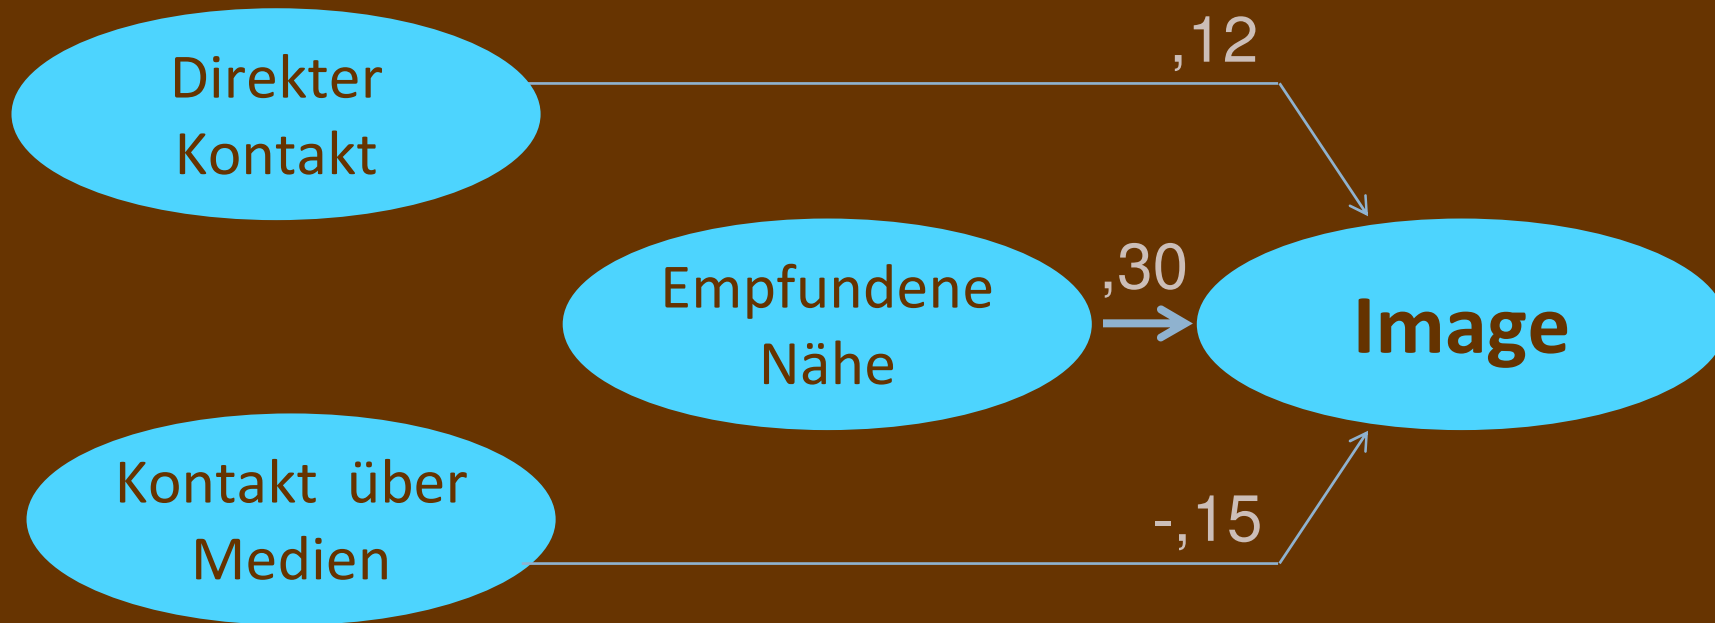 Direkter
Kontakt
,12
Empfundene
Nähe
,30
Image
Kontakt über
Medien
-,15